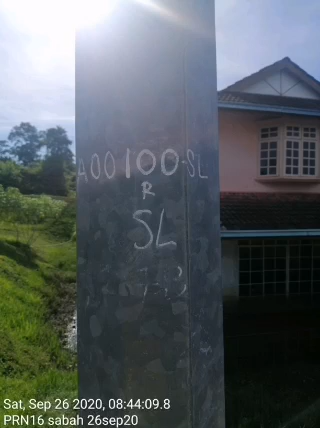 A00100-SL
R
SL
Sat, Sep 26 2020, 08:44:09.8
PRN16 sabah 26sep20